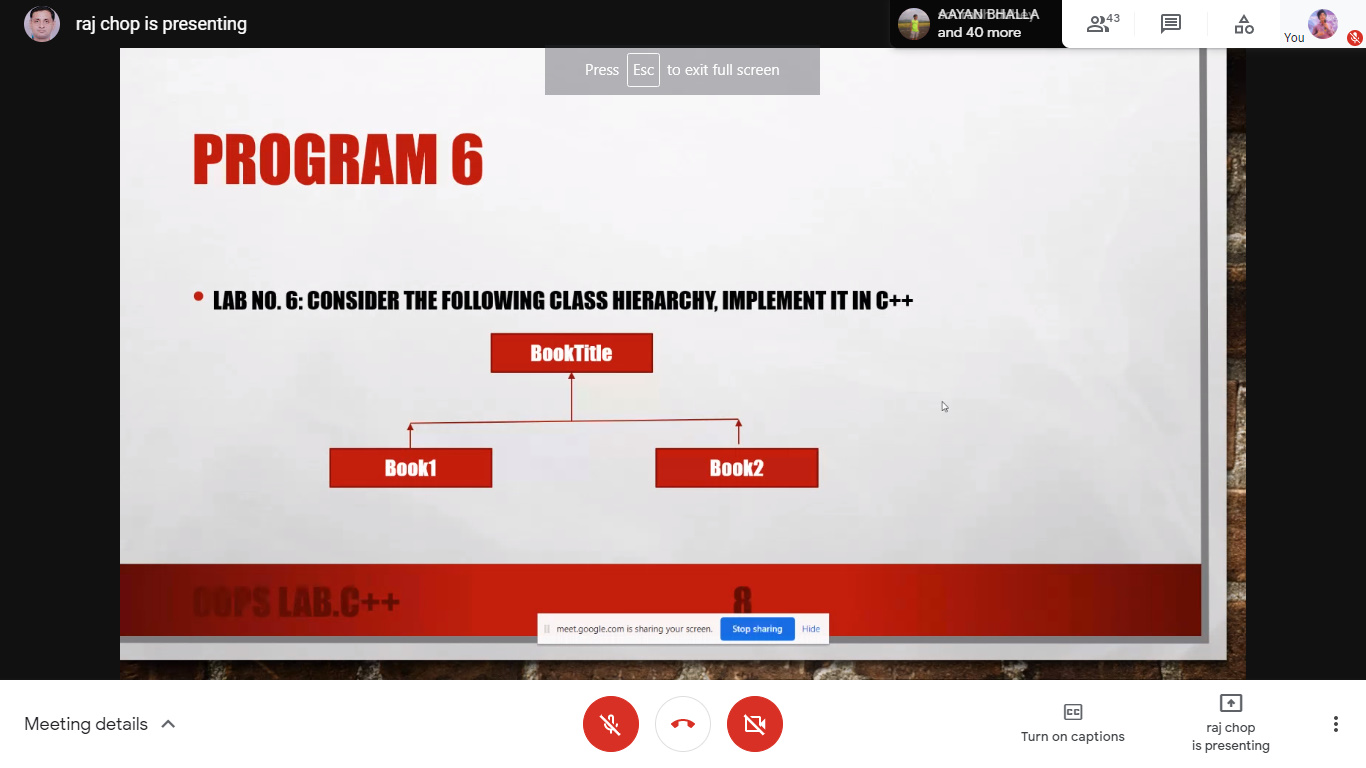 raj chop is presenting
AAYAN BHALLA
and 40 more
43
You
Press Esc to exit full screen
PROGRAM 6
LAB NO. 6: CONSIDER THE FOLLOWING CLASS HIERARCHY, IMPLEMENT IT IN C++
BookTitle
Book1
Book2
OOPS LAB.C++
8
meet.google.com is sharing your screen.
Stop sharing
Hide
Meeting details
CC
Turn on captions
raj chop
is presenting